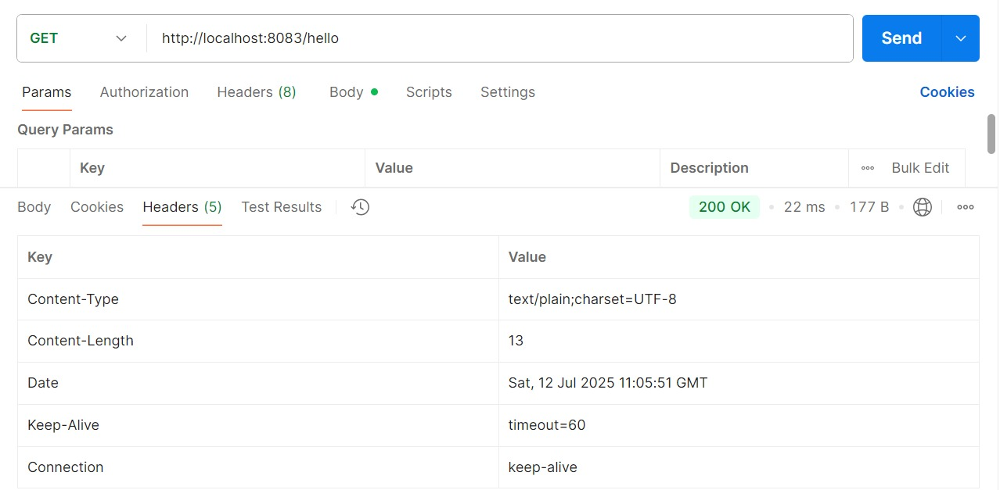 GET http://localhost:8083/hello Send
Params Authorization Headers (8) Body Scripts Settings Cookies
Query Params
Key Value Description Bulk Edit
Body Cookies Headers (5) Test Results 200 OK 22 ms 177 B
Key Value
Content-Type text/plain;charset=UTF-8
Content-Length 13
Date Sat, 12 Jul 2025 11:05:51 GMT
Keep-Alive timeout=60
Connection keep-alive